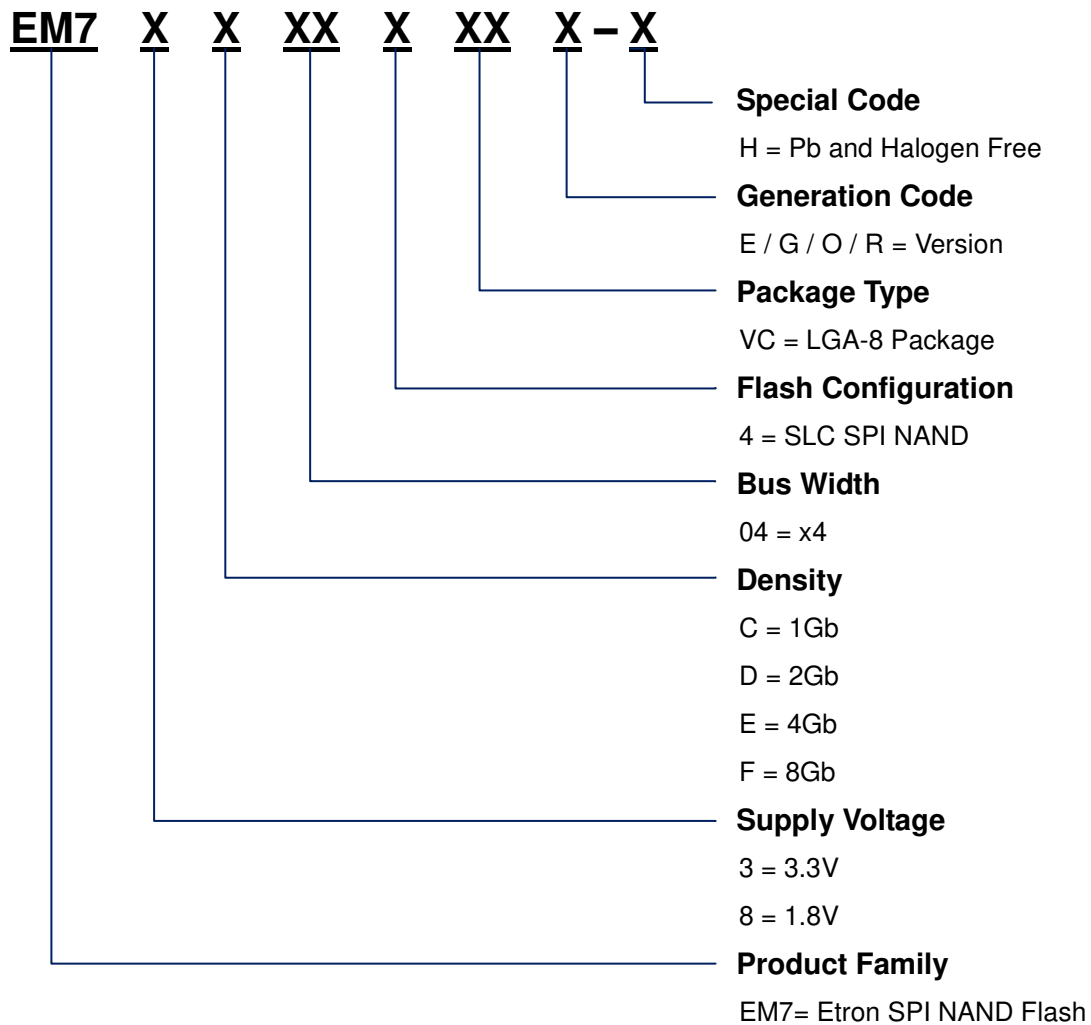 EM7 X X XX X XX X – X
Special Code
H = Pb and Halogen Free
Generation Code
E / G / O / R = Version
Package Type
VC = LGA-8 Package
Flash Configuration
4 = SLC SPI NAND
Bus Width
04 = x4
Density
C = 1Gb
D = 2Gb
E = 4Gb
F = 8Gb
Supply Voltage
3 = 3.3V
8 = 1.8V
Product Family
EM7= Etron SPI NAND Flash